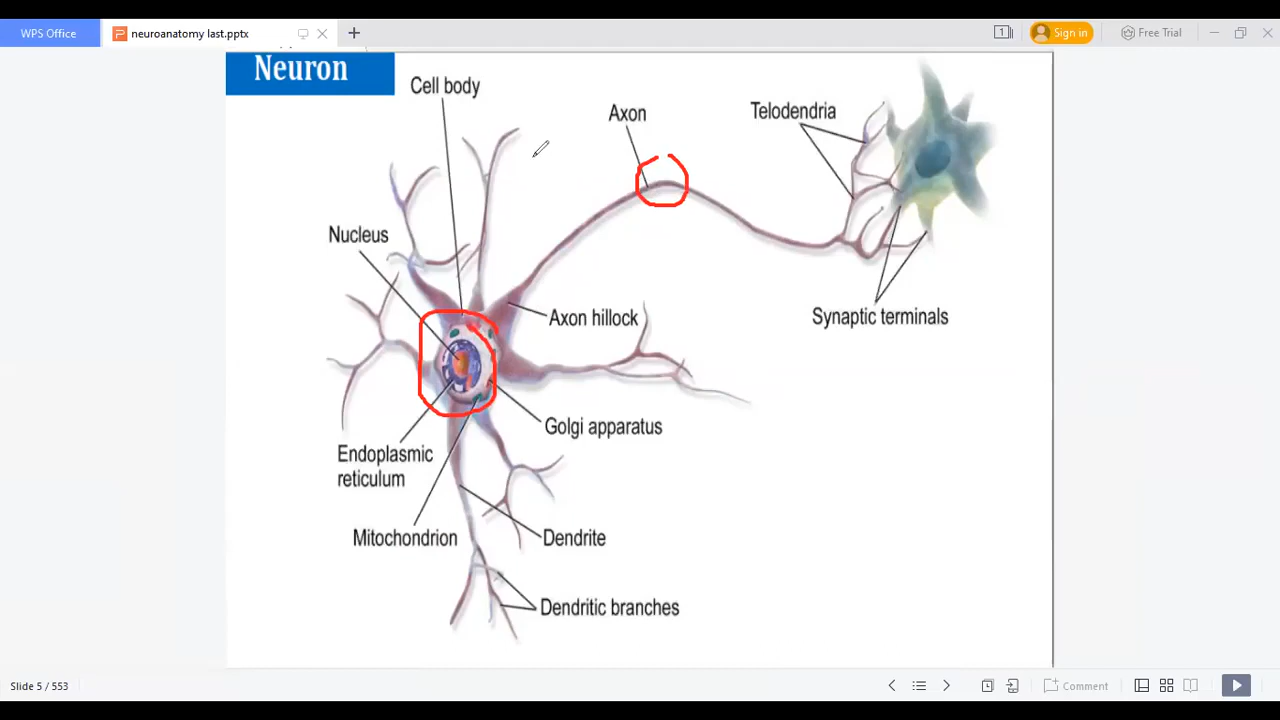 WPS Office
neuroanatomy last.pptx
1
Sign in
Free Trial
Neuron
Cell body
Axon
Telodendria
Nucleus
Axon hillock
Synaptic terminals
Golgi apparatus
Endoplasmic
reticulum
Mitochondrion
Dendrite
Dendritic branches
Slide 5 / 553
Comment